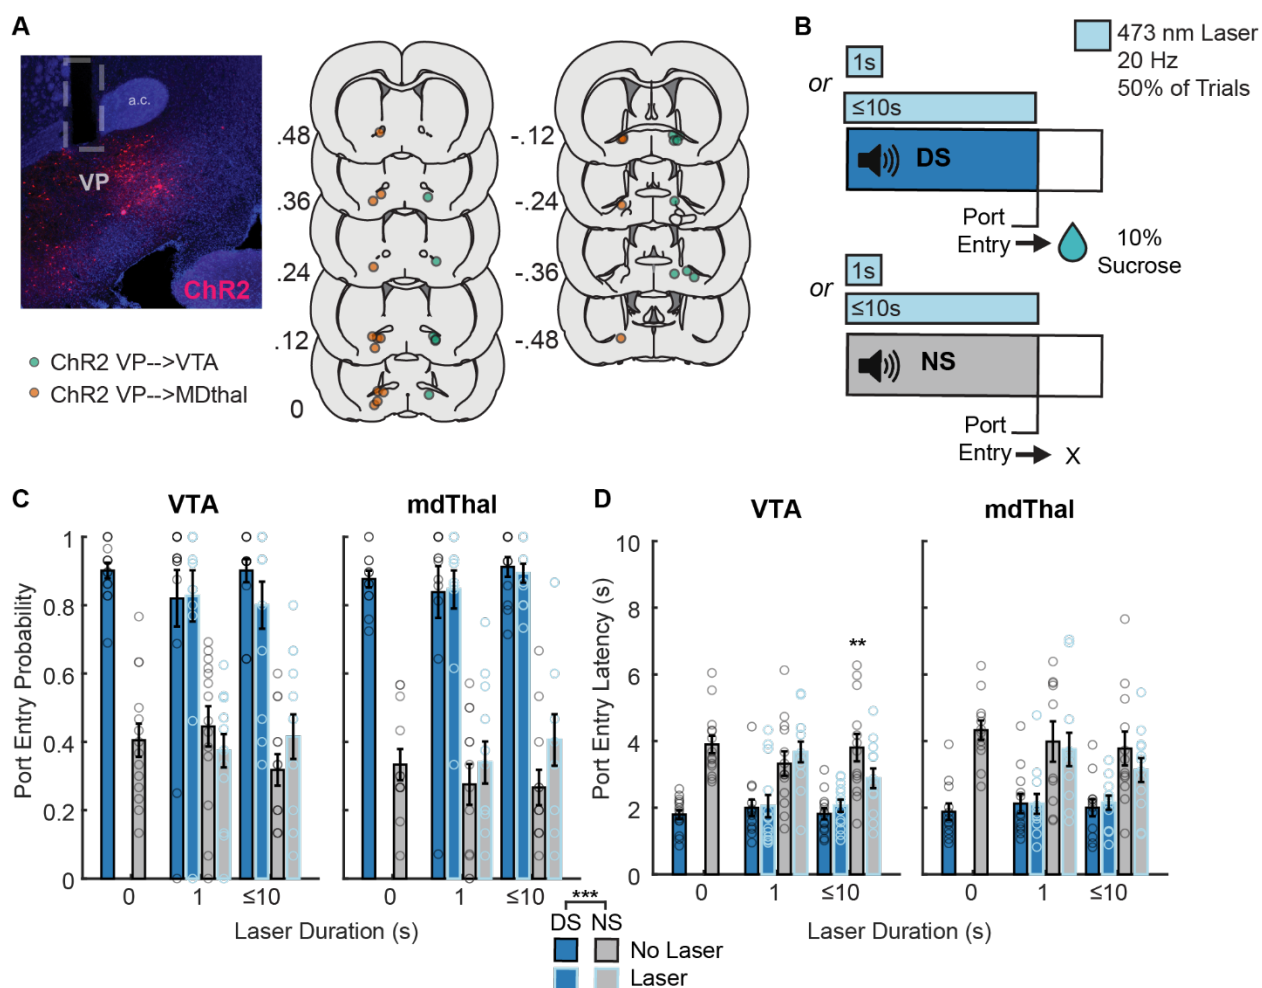 A
a.c.
VP
ChR2
ChR2 VP-->VTA
ChR2 VP-->MDthal
.48
.36
.24
.12
0
-.12
-.24
-.36
-.48
B
473 nm Laser
20 Hz
50% of Trials
1s
or
≤10s
DS
Port
Entry
10%
Sucrose
1s
or
≤10s
NS
Port
Entry
X
C
VTA
mdThal
Port Entry Probability
1
0.8
0.6
0.4
0.2
0
0
1
≤10
0
1
≤10
Laser Duration (s)
D
VTA
mdThal
Port Entry Latency (s)
10
8
6
4
2
0
**
0
1
≤10
0
1
≤10
Laser Duration (s)
***
DS NS
No Laser
Laser